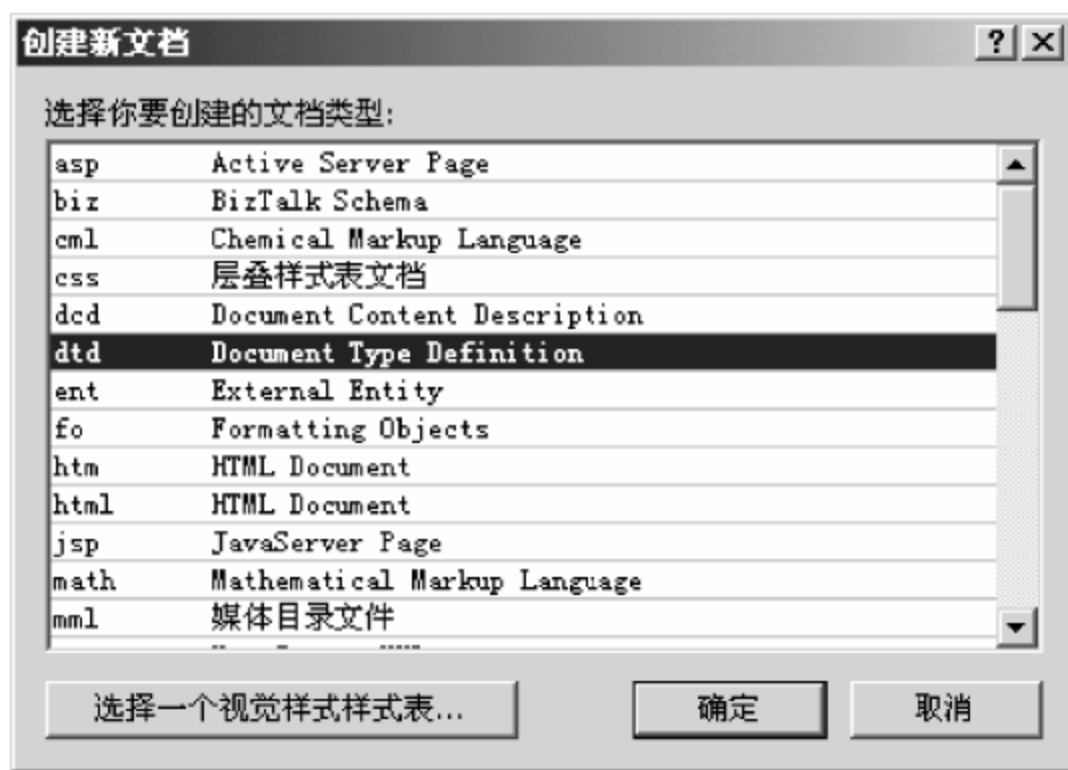 创建新文档
选择你要创建的文档类型:
asp Active Server Page
biz BizTalk Schema
cml Chemical Markup Language
css 层叠样式表文档
dcd Document Content Description
dtd Document Type Definition
ent External Entity
fo Formatting Objects
htm HTML Document
html HTML Document
jsp JavaServer Page
math Mathematical Markup Language
mml 媒体目录文件
选择一个视觉样式样式表...
确定 取消